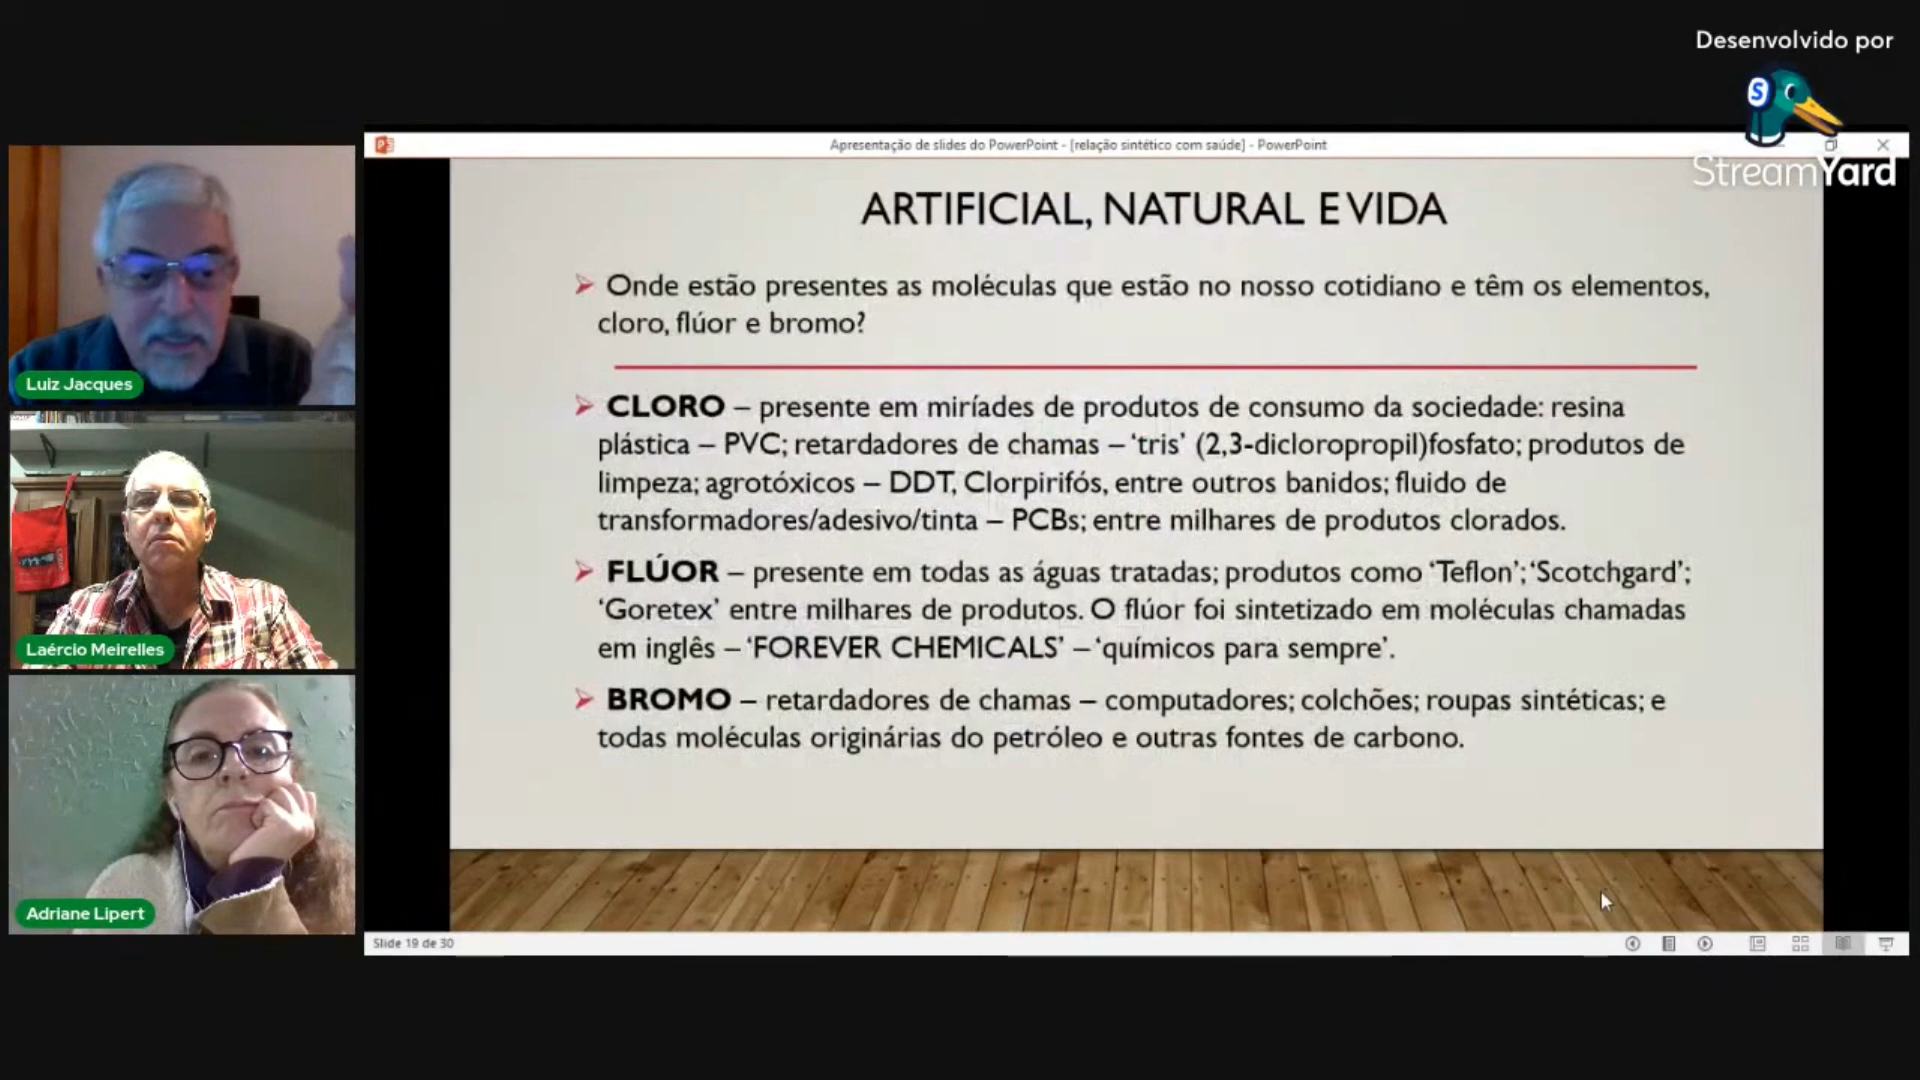 Desenvolvido por
S
StreamYard
Apresentação de slides do PowerPoint - [relação sintético com saúde] - PowerPoint
ARTIFICIAL, NATURAL E VIDA
Onde estão presentes as moléculas que estão no nosso cotidiano e têm os elementos,
cloro, flúor e bromo?
CLORO – presente em miríades de produtos de consumo da sociedade: resina
plástica – PVC; retardadores de chamas – ‘tris’ (2,3-dicloropropil)fosfato; produtos de
limpeza; agrotóxicos – DDT, Clorpirifós, entre outros banidos; fluido de
transformadores/adesivo/tinta – PCBs; entre milhares de produtos clorados.
FLÚOR – presente em todas as águas tratadas; produtos como ‘Teflon’; ‘Scotchgard’;
‘Goretex’ entre milhares de produtos. O flúor foi sintetizado em moléculas chamadas
em inglês – ‘FOREVER CHEMICALS’ – ‘químicos para sempre’.
BROMO – retardadores de chamas – computadores; colchões; roupas sintéticas; e
todas moléculas originárias do petróleo e outras fontes de carbono.
Slide 19 de 30
Luiz Jacques
Laércio Meirelles
Adriane Lipert